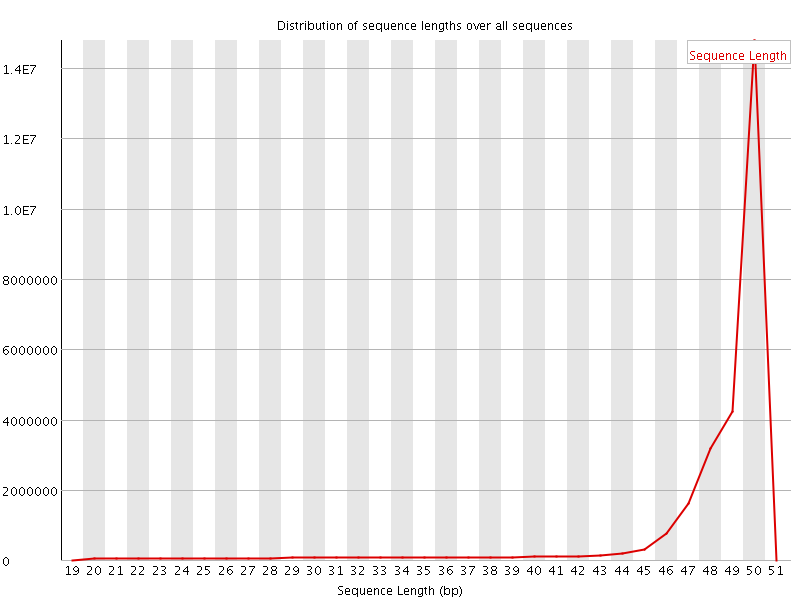 Distribution of sequence lengths over all sequences
Sequence Length
1.4E7
1.2E7
1.0E7
8000000
6000000
4000000
2000000
0
19 20 21 22 23 24 25 26 27 28 29 30 31 32 33 34 35 36 37 38 39 40 41 42 43 44 45 46 47 48 49 50 51
Sequence Length (bp)